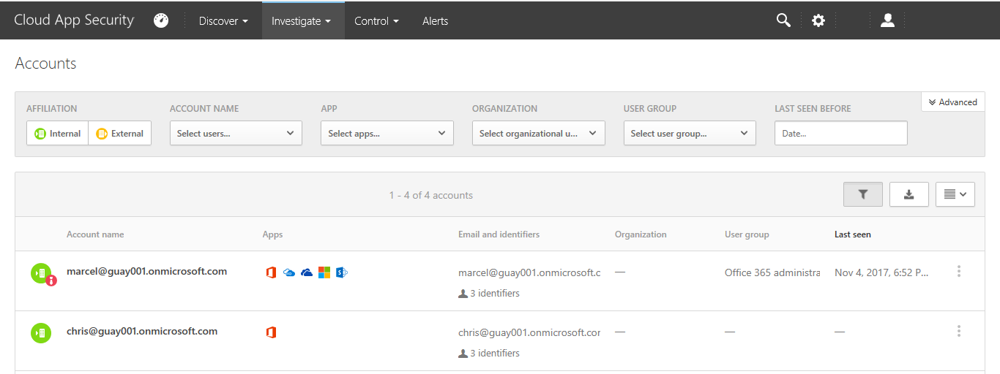 Cloud App Security Discover Investigate Control Alerts
Accounts
Advanced
AFFILIATION ACCOUNT NAME APP ORGANIZATION USER GROUP LAST SEEN BEFORE
Internal External Select users... Select apps... Select organizational u... Select user group... Date...
1 - 4 of 4 accounts
Account name Apps Email and identifiers Organization User group Last seen
marcel@guay001.onmicrosoft.com marcel@guay001.onmicrosoft.c — Office 365 administra Nov 4, 2017, 6:52 P...
3 identifiers
chris@guay001.onmicrosoft.com chris@guay001.onmicrosoft.cor — — —
3 identifiers